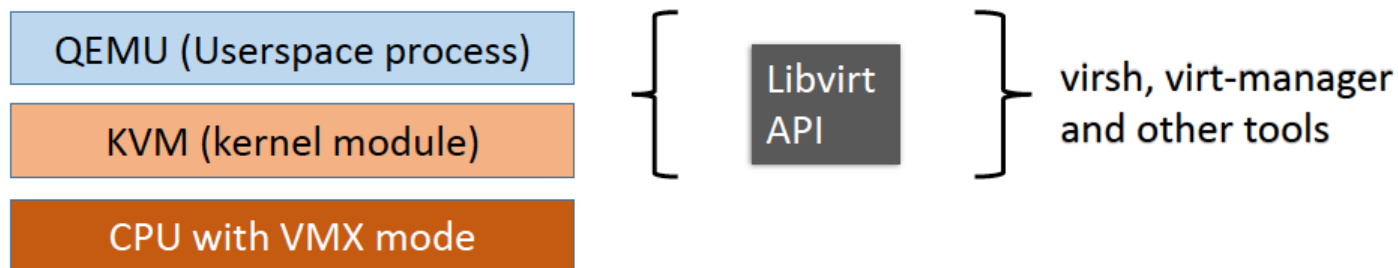 QEMU (Userspace process)
KVM (kernel module)
CPU with VMX mode
Libvirt
API
virsh, virt-manager
and other tools